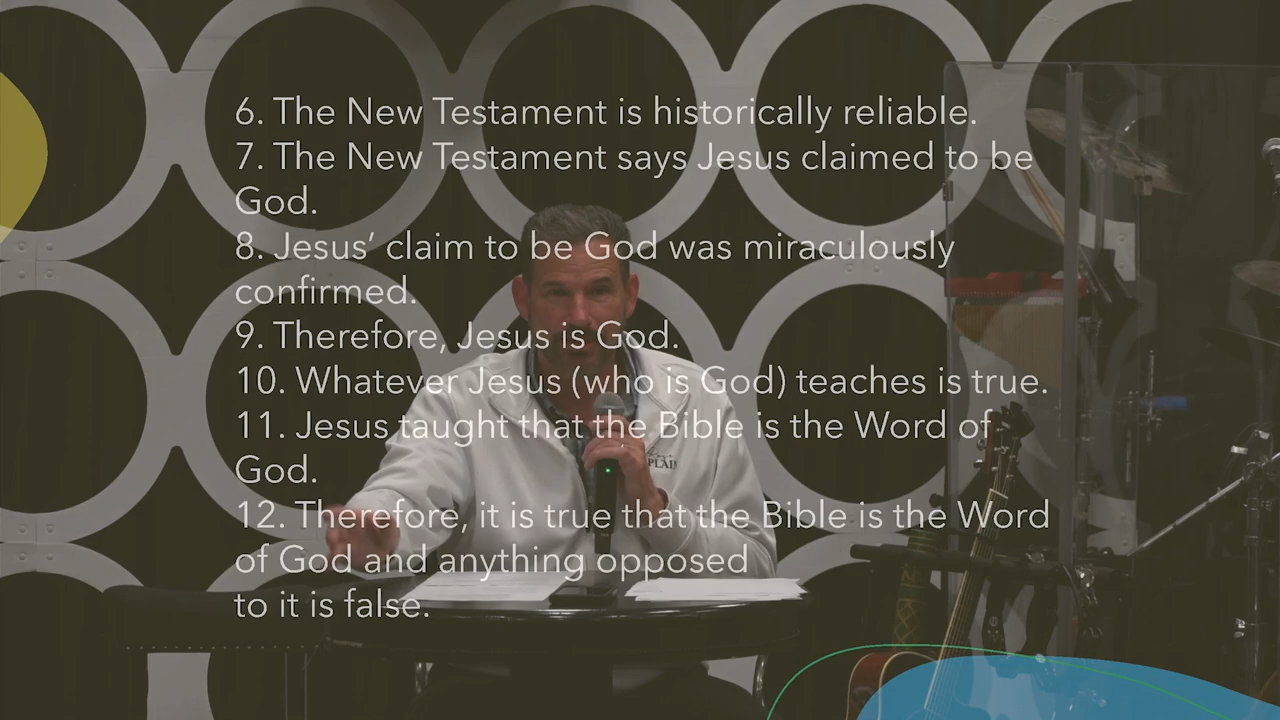 6. The New Testament is historically reliable.
7. The New Testament says Jesus claimed to be
God.
8. Jesus’ claim to be God was miraculously
confirmed.
9. Therefore, Jesus is God.
10. Whatever Jesus (who is God) teaches is true.
11. Jesus taught that the Bible is the Word of
God.
12. Therefore, it is true that the Bible is the Word
of God and anything opposed
to it is false.